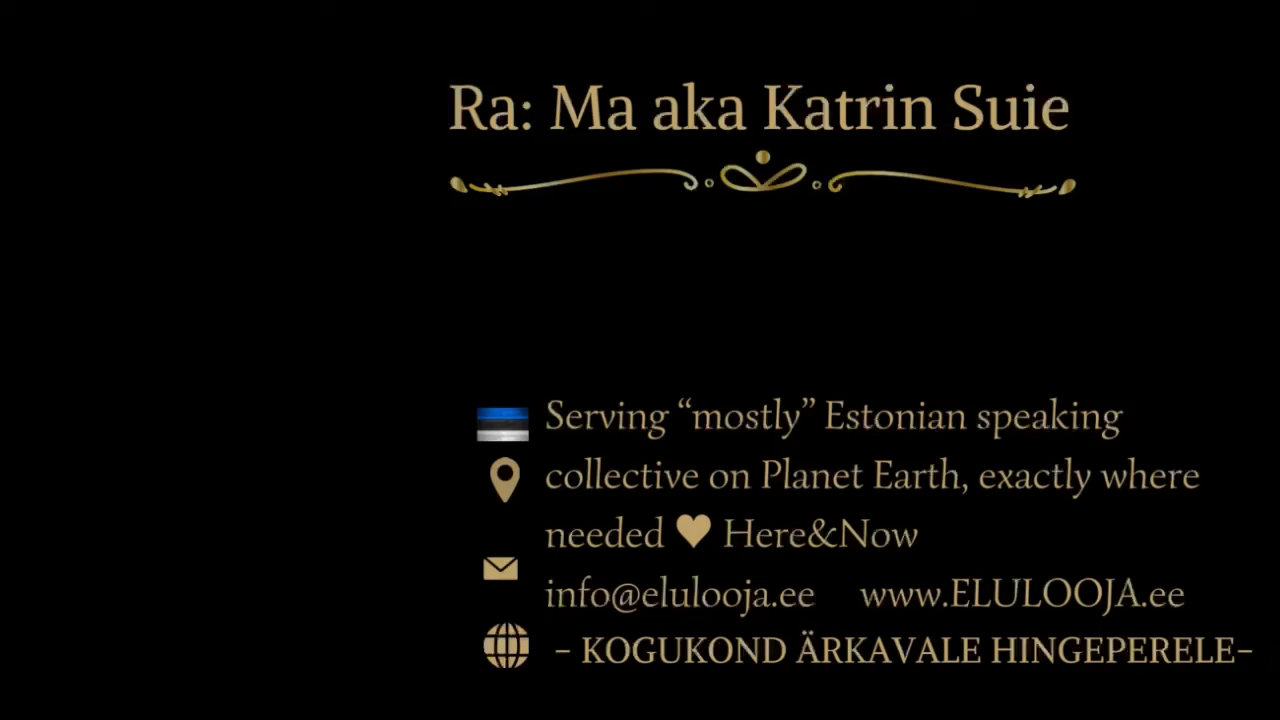 Ra: Ma aka Katrin Suie
Serving “mostly” Estonian speaking
collective on Planet Earth, exactly where
needed ♥ Here&Now
info@elulooja.ee www.ELULOOJA.ee
- KOGUKOND ÄRKAVALE HINGEPERELE-